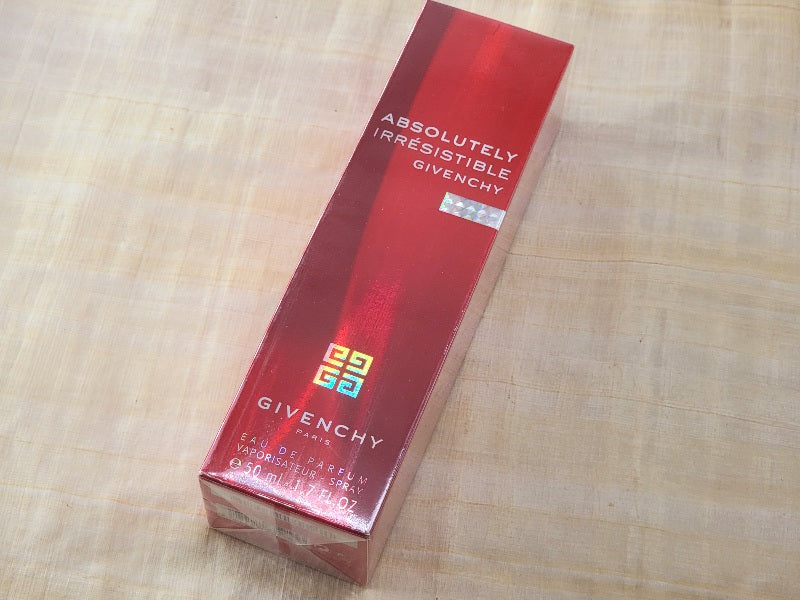 ABSOLUTELY
IRRÉSISTIBLE
GIVENCHY
GIVENCHY
PARIS
EAU DE PARFUM
VAPORISATEUR - SPRAY
℮ 50 ml - 1.7 FL.OZ